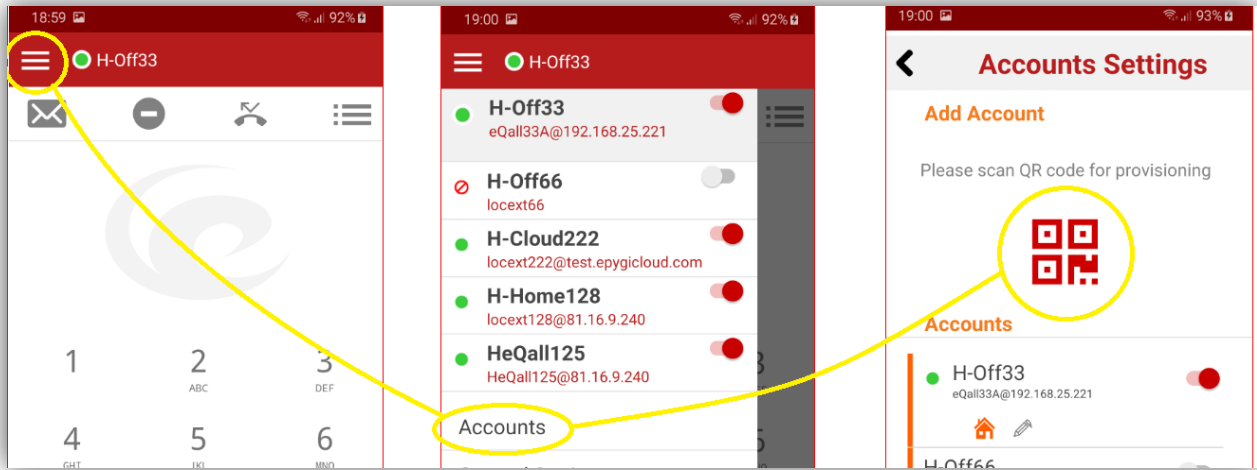 18:59 92%
H-Off33
1 2 3
ABC DEF
4 5 6
GHI JKL MNO
19:00 92%
H-Off33
H-Off33
eQall33A@192.168.25.221
H-Off66
locext66
H-Cloud222
locext222@test.epygicloud.com
H-Home128
locext128@81.16.9.240
HeQall125
HeQall125@81.16.9.240
Accounts
19:00 93%
Accounts Settings
Add Account
Please scan QR code for provisioning
Accounts
H-Off33
eQall33A@192.168.25.221
H-Off66